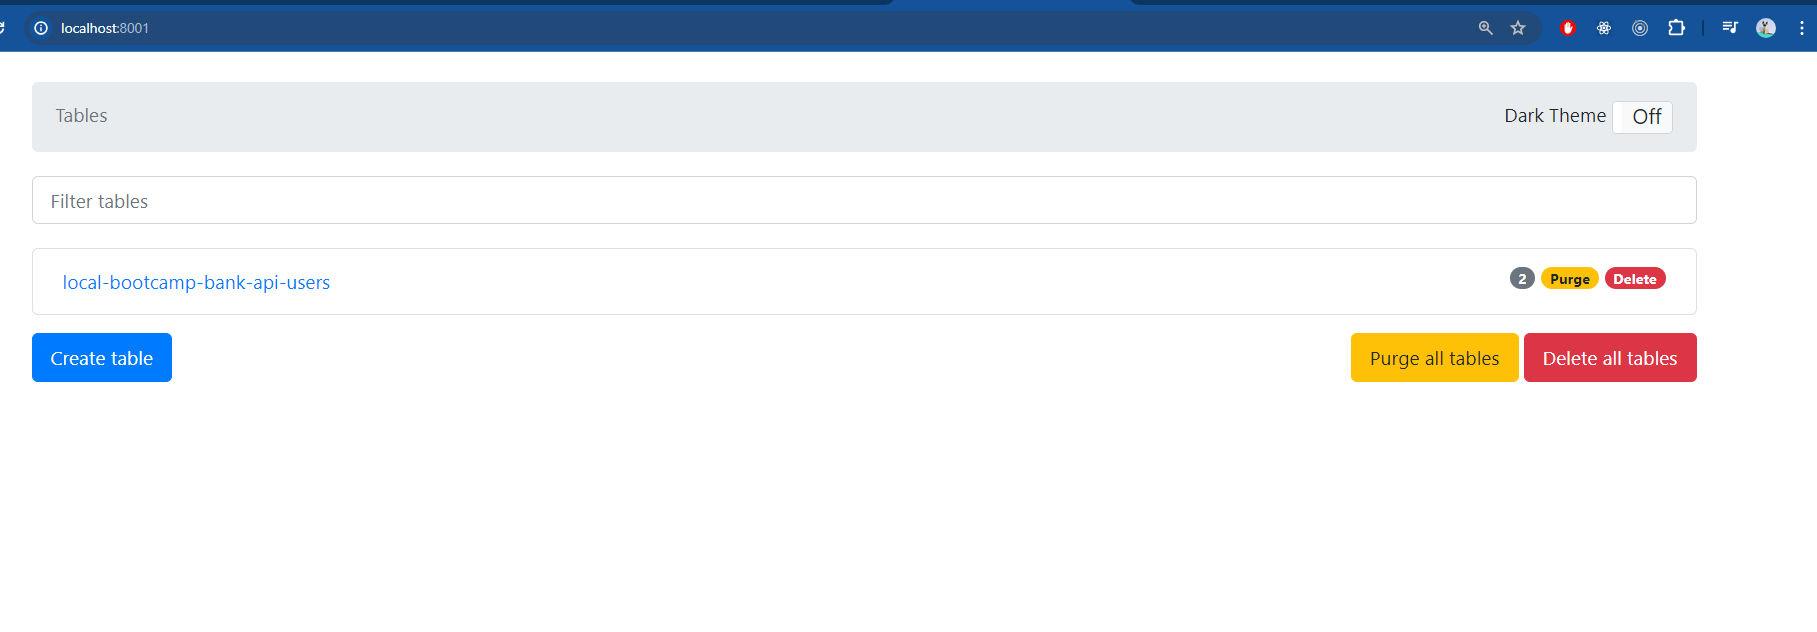 localhost:8001
Tables
Dark Theme Off
Filter tables
local-bootcamp-bank-api-users 2 Purge Delete
Create table Purge all tables Delete all tables